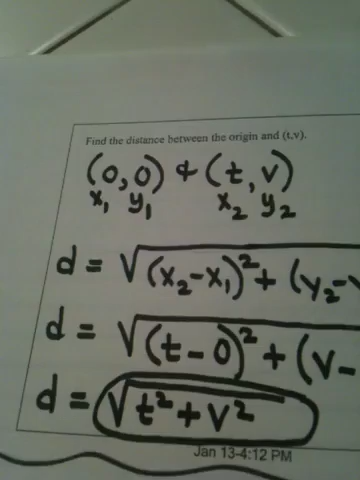 Find the distance between the origin and (t,v).
(0,0) & (t,v)
x₁ y₁ x₂ y₂
d = √(x₂-x₁)² + (y₂-
d = √(t-0)² + (v-
d = √t² + v²
Jan 13-4:12 PM